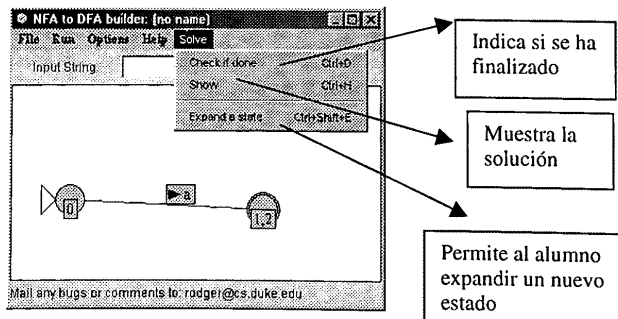 NFA to DFA builder: [no name]
File Run Options Help Solve
Input String:
Check if done Ctrl+D
Show Ctrl+H
Expand a state Ctrl+Shift+E
a
0
1,2
Mail any bugs or comments to: rodger@cs.duke.edu
Indica si se ha
finalizado
Muestra la
solución
Permite al alumno
expandir un nuevo
estado